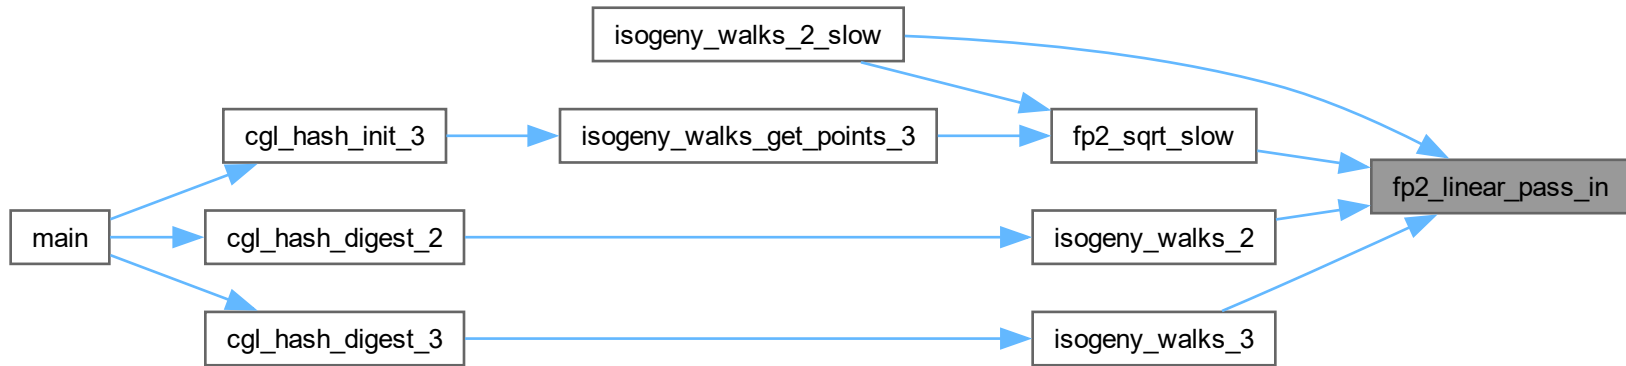 isogeny_walks_2_slow
cgl_hash_init_3
isogeny_walks_get_points_3
fp2_sqrt_slow
fp2_linear_pass_in
main
cgl_hash_digest_2
isogeny_walks_2
cgl_hash_digest_3
isogeny_walks_3